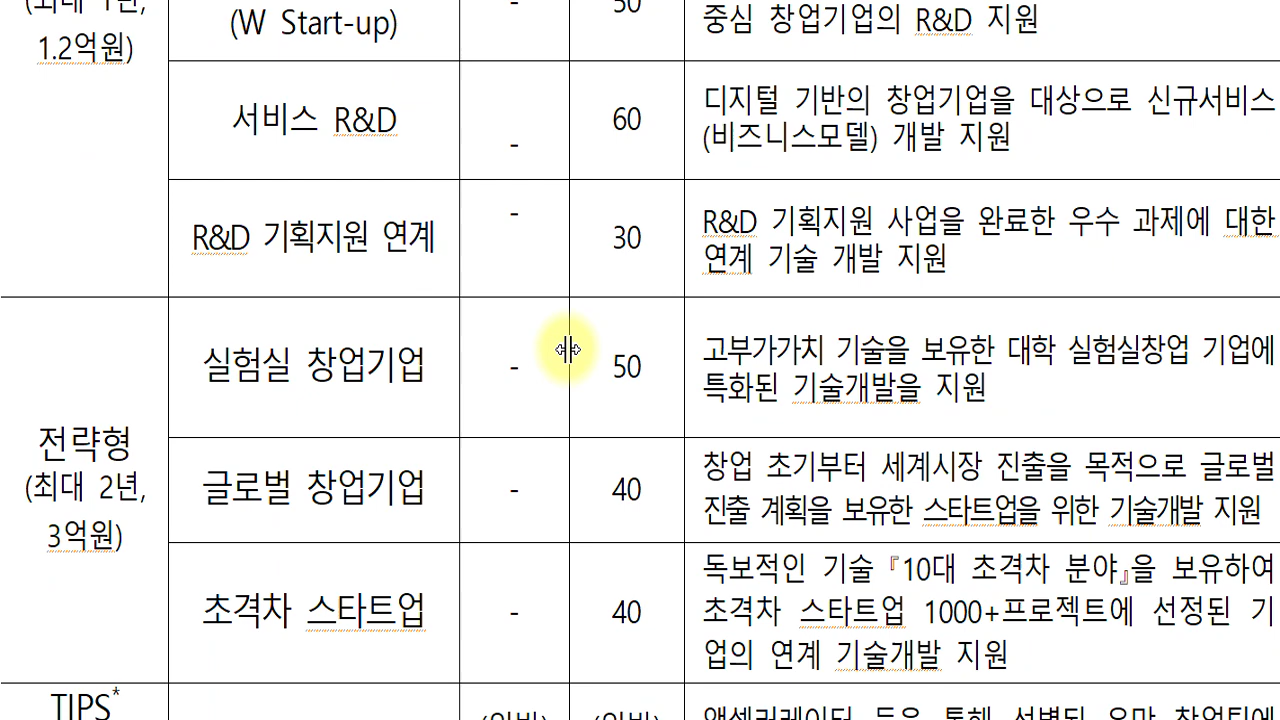 1.2억원)
(W Start-up)
-
50
중심 창업기업의 R&D 지원
서비스 R&D
-
60
디지털 기반의 창업기업을 대상으로 신규서비스
(비즈니스모델) 개발 지원
R&D 기획지원 연계
-
30
R&D 기획지원 사업을 완료한 우수 과제에 대한
연계 기술 개발 지원
전략형
(최대 2년,
3억원)
실험실 창업기업
-
50
고부가가치 기술을 보유한 대학 실험실창업 기업에
특화된 기술개발을 지원
글로벌 창업기업
-
40
창업 초기부터 세계시장 진출을 목적으로 글로벌
진출 계획을 보유한 스타트업을 위한 기술개발 지원
초격차 스타트업
-
40
독보적인 기술 『10대 초격차 분야』을 보유하여
초격차 스타트업 1000+프로젝트에 선정된 기
업의 연계 기술개발 지원
TIPS*